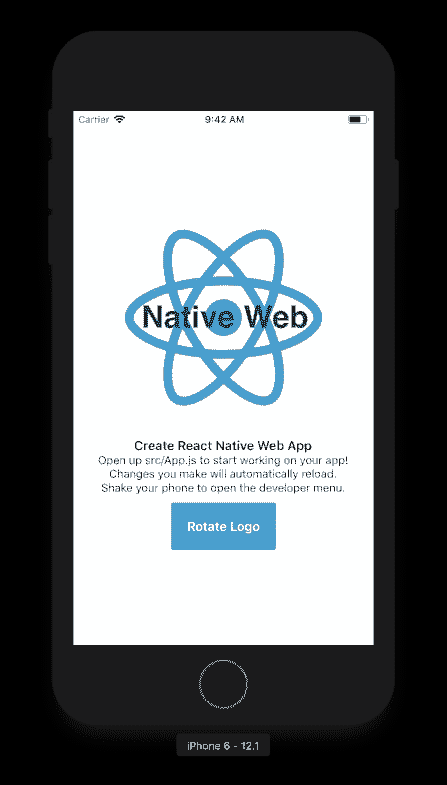 Carrier
9:42 AM
Native Web
Create React Native Web App
Open up src/App.js to start working on your app!
Changes you make will automatically reload.
Shake your phone to open the developer menu.
Rotate Logo
iPhone 6 - 12.1